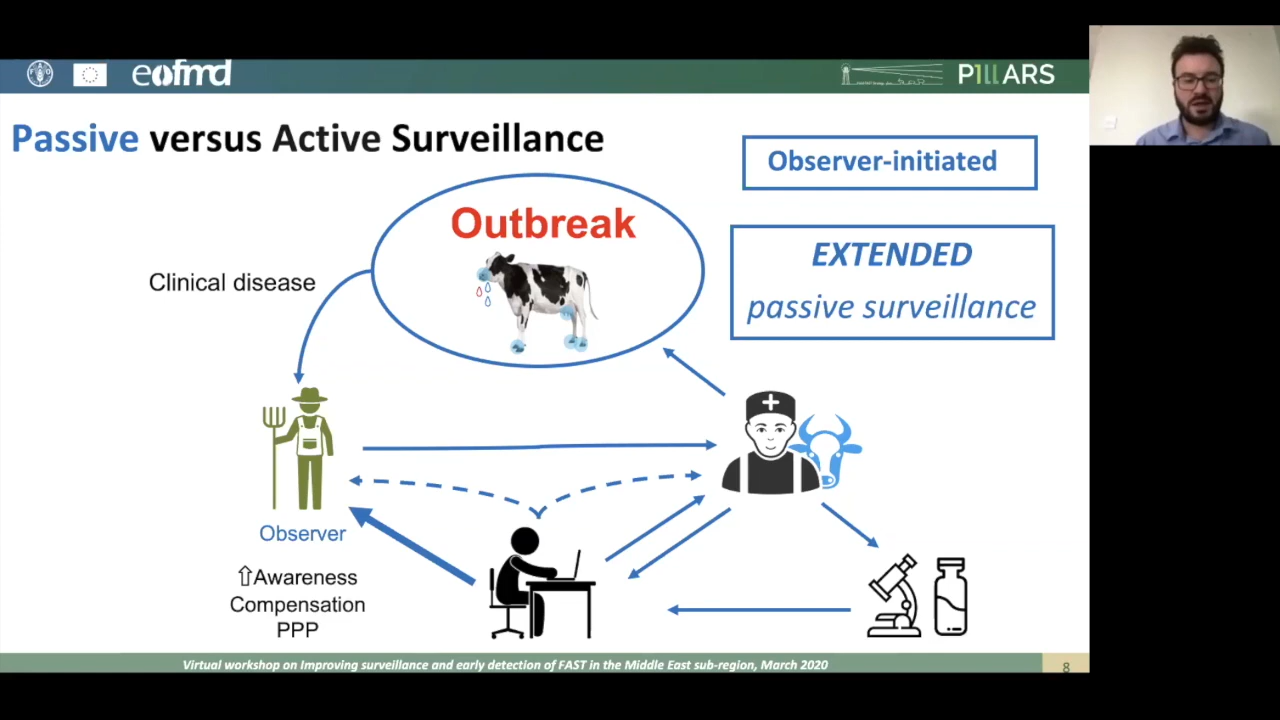 eofmd
PILLARS
Passive versus Active Surveillance
Observer-initiated
Outbreak
EXTENDED
passive surveillance
Clinical disease
Observer
⇧Awareness
Compensation
PPP
Virtual workshop on Improving surveillance and early detection of FAST in the Middle East sub-region, March 2020
8